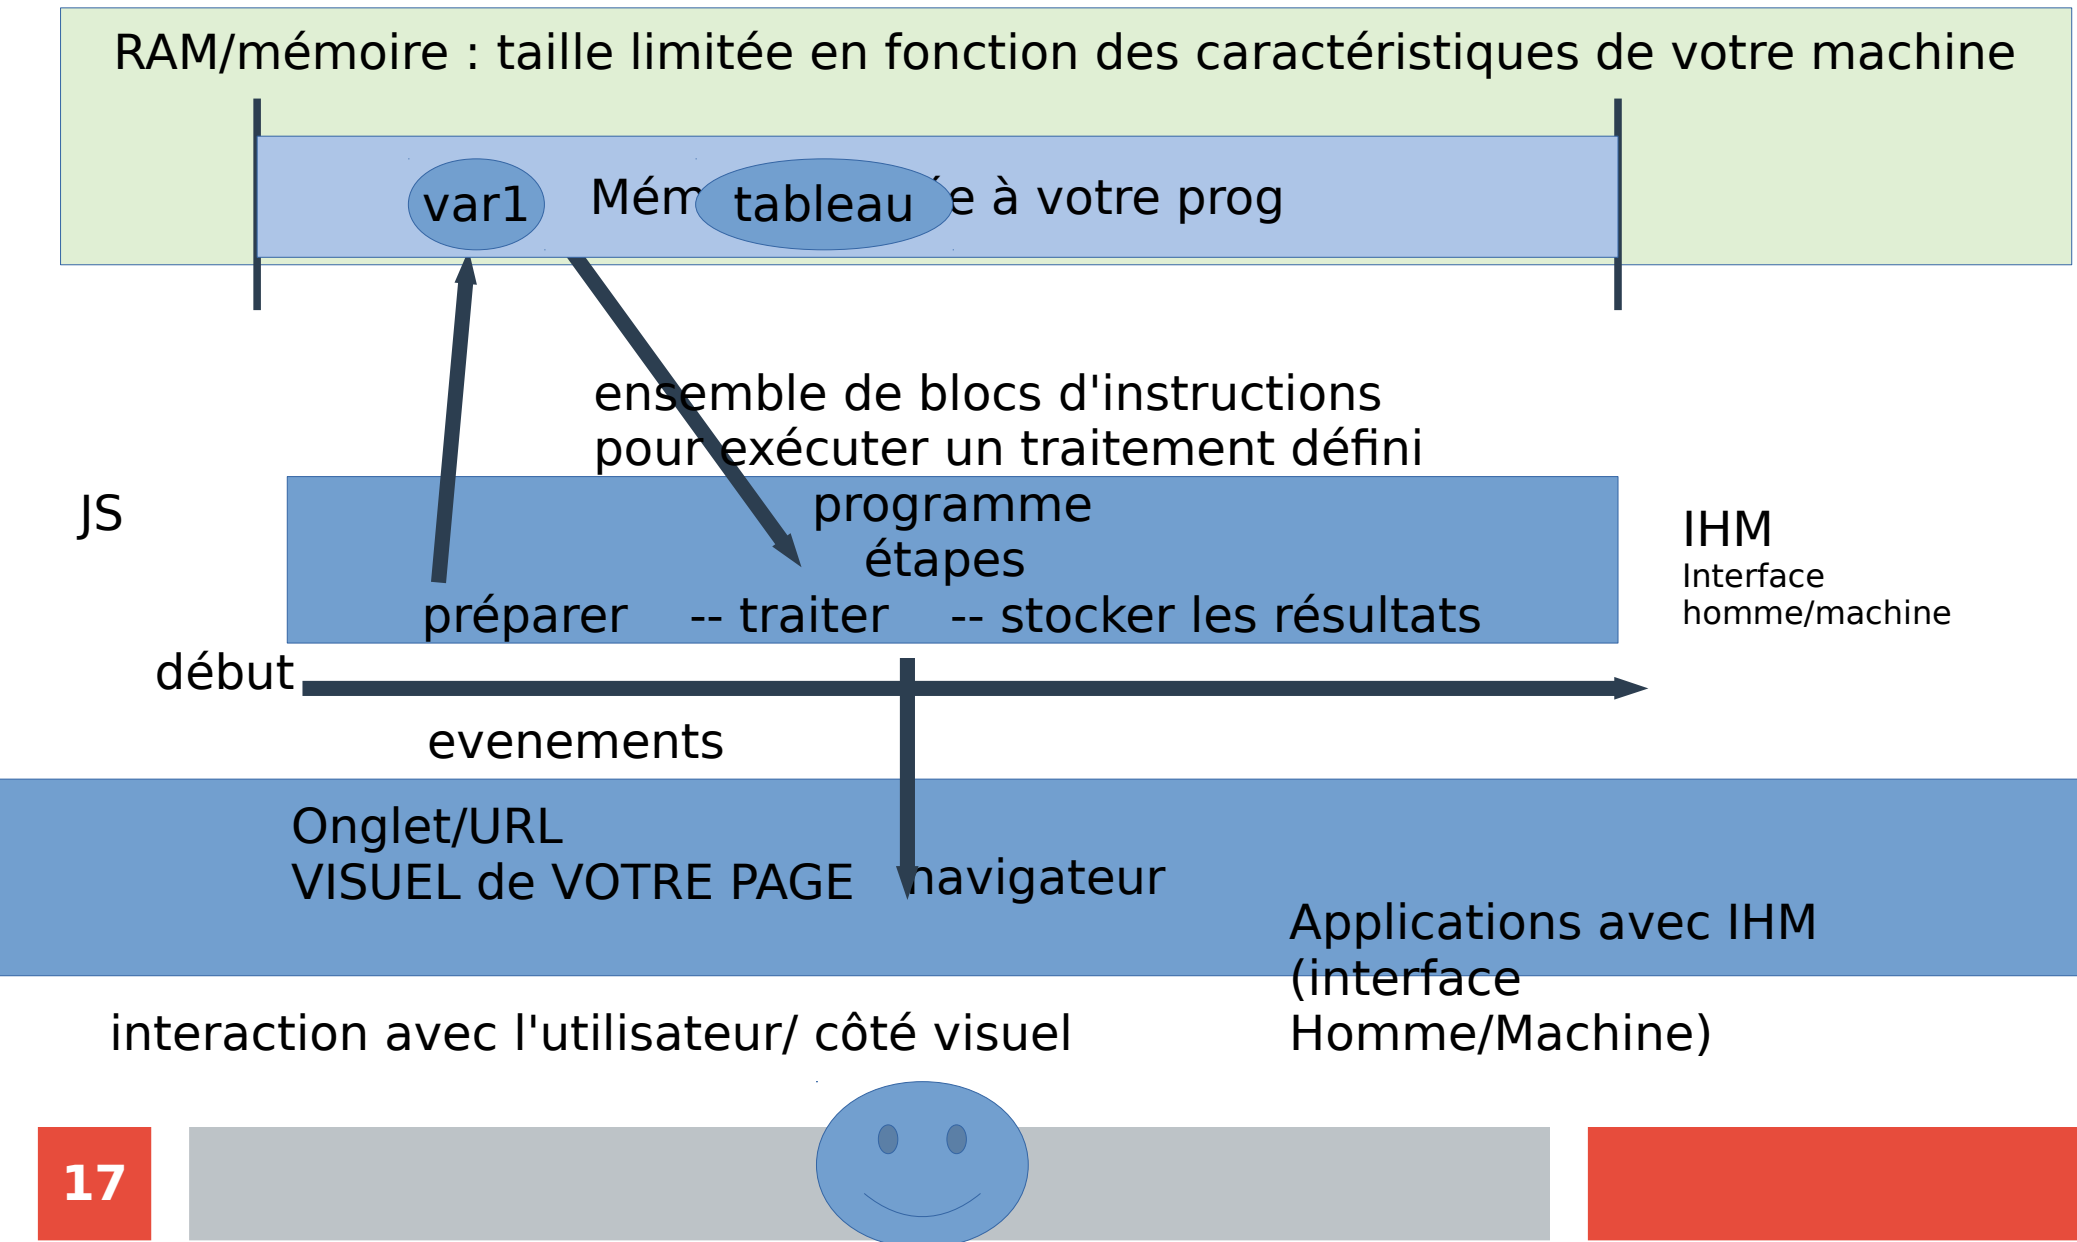 RAM/mémoire : taille limitée en fonction des caractéristiques de votre machine
var1
tableau
à votre prog
ensemble de blocs d'instructions
pour exécuter un traitement défini
JS
programme
étapes
préparer -- traiter -- stocker les résultats
IHM
Interface
homme/machine
début
evenements
Onglet/URL
VISUEL de VOTRE PAGE
navigateur
Applications avec IHM
(interface
Homme/Machine)
interaction avec l'utilisateur/ côté visuel
17